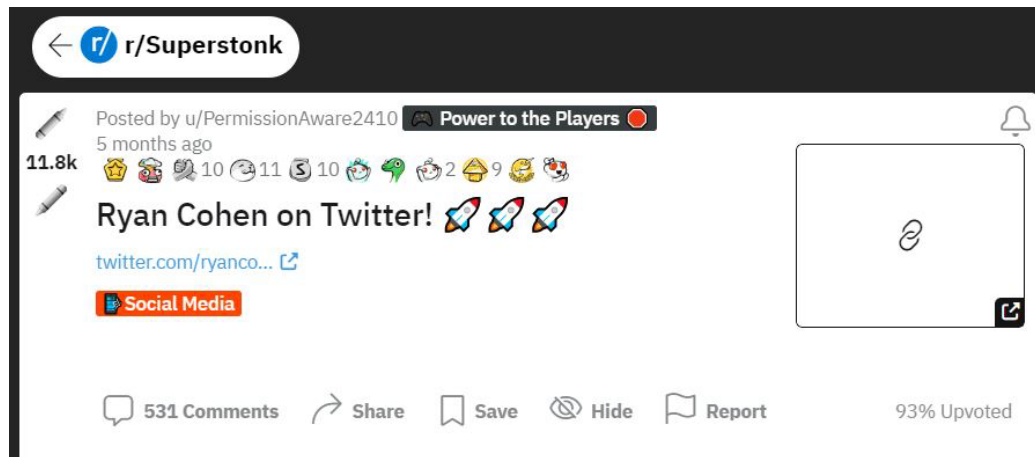 r/ r/Superstonk
Posted by u/PermissionAware2410 🎮 Power to the Players 🛑
5 months ago
11.8k
10 11 S 10 2 9
Ryan Cohen on Twitter! 🚀 🚀 🚀
twitter.com/ryanco...
Social Media
531 Comments Share Save Hide Report 93% Upvoted